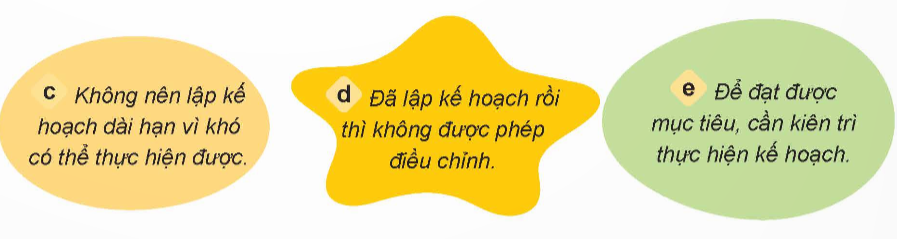 c Không nên lập kế
hoạch dài hạn vì khó
có thể thực hiện được.
d Đã lập kế hoạch rồi
thì không được phép
điều chỉnh.
e Để đạt được
mục tiêu, cần kiên trì
thực hiện kế hoạch.